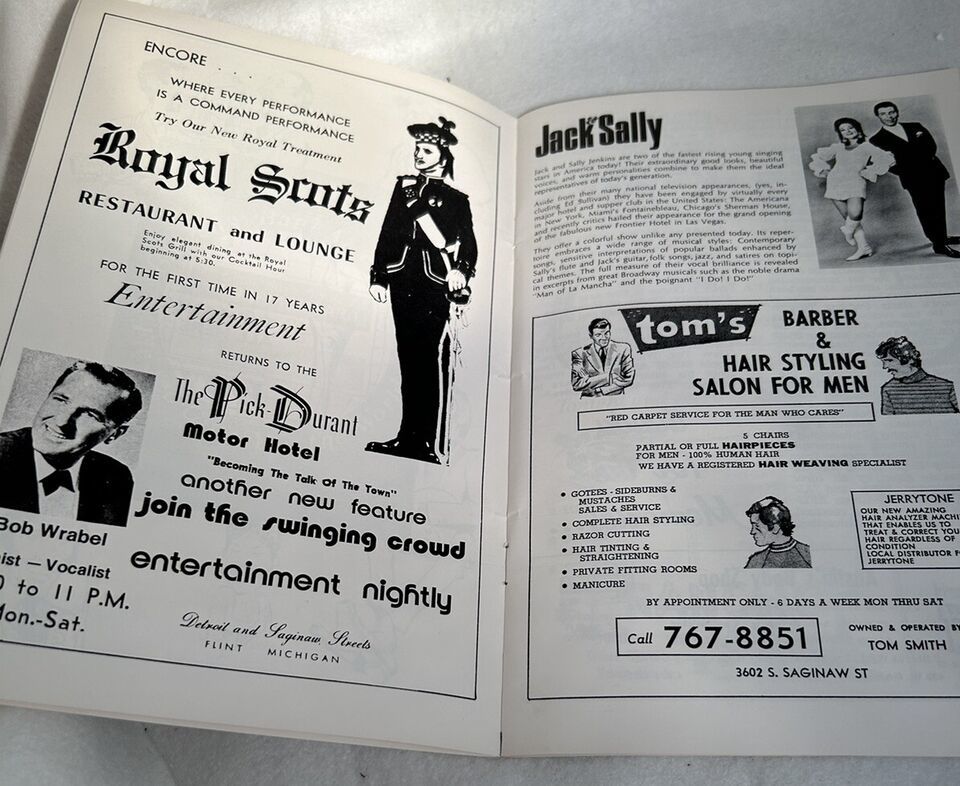 ENCORE . . .
WHERE EVERY PERFORMANCE
IS A COMMAND PERFORMANCE
Try Our New Royal Treatment
Royal Scots
RESTAURANT and LOUNGE
Enjoy elegant dining at the Royal
Scots Grill with our Cocktail Hour
beginning at 5:30.
FOR THE FIRST TIME IN 17 YEARS
Entertainment
RETURNS TO THE
The Pick-Durant
Motor Hotel
"Becoming The Talk of The Town"
another new feature
join the swinging crowd
entertainment nightly
Bob Wrabel
ist — Vocalist
to 11 P.M.
Mon.-Sat.
Detroit and Saginaw Streets
FLINT MICHIGAN
Jack & Sally
Jack and Sally Jenkins are two of the fastest rising young singing
stars in America today! Their extraordinary good looks, beautiful
voices, and warm personalities combine to make them the ideal
representatives of today's generation.
Aside from their many national television appearances, (yes, in-
cluding Ed Sullivan) they have been engaged by virtually every
major hotel and supper club in the United States: The Americana
in New York, Miami's Fontainebleau, Chicago's Sherman House,
and recently critics hailed their appearance for the grand opening
of the fabulous new Frontier Hotel in Las Vegas.
They offer a colorful show unlike any presented today. Its reper-
toire embraces a wide range of musical styles: Contemporary
songs, sensitive interpretations of popular ballads enhanced by
Sally's flute and Jack's guitar, folk songs, jazz, and satires on topi-
cal themes. The full measure of their vocal brilliance is revealed
in excerpts from great Broadway musicals such as the noble drama
"Man of La Mancha" and the poignant "I Do! I Do!"
tom's BARBER
&
HAIR STYLING
SALON FOR MEN
"RED CARPET SERVICE FOR THE MAN WHO CARES"
5 CHAIRS
PARTIAL OR FULL HAIRPIECES
FOR MEN - 100% HUMAN HAIR
WE HAVE A REGISTERED HAIR WEAVING SPECIALIST
• GOTEES - SIDEBURNS &
MUSTACHES
SALES & SERVICE
• COMPLETE HAIR STYLING
• RAZOR CUTTING
• HAIR TINTING &
STRAIGHTENING
• PRIVATE FITTING ROOMS
• MANICURE
JERRYTONE
OUR NEW AMAZING
HAIR ANALYZER MACHI
THAT ENABLES US TO
TREAT & CORRECT YOU
HAIR REGARDLESS OF
CONDITION
LOCAL DISTRIBUTOR F
JERRYTONE
BY APPOINTMENT ONLY - 6 DAYS A WEEK MON THRU SAT
Call 767-8851
OWNED & OPERATED BY
TOM SMITH
3602 S. SAGINAW ST